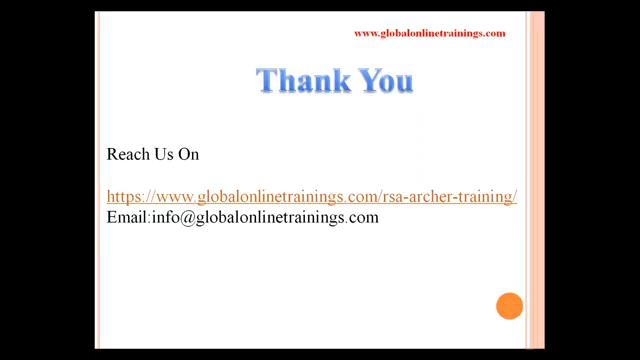 www.globalonlinetrainings.com
Thank You
Reach Us On
https://www.globalonlinetrainings.com/rsa-archer-training/
Email:info@globalonlinetrainings.com